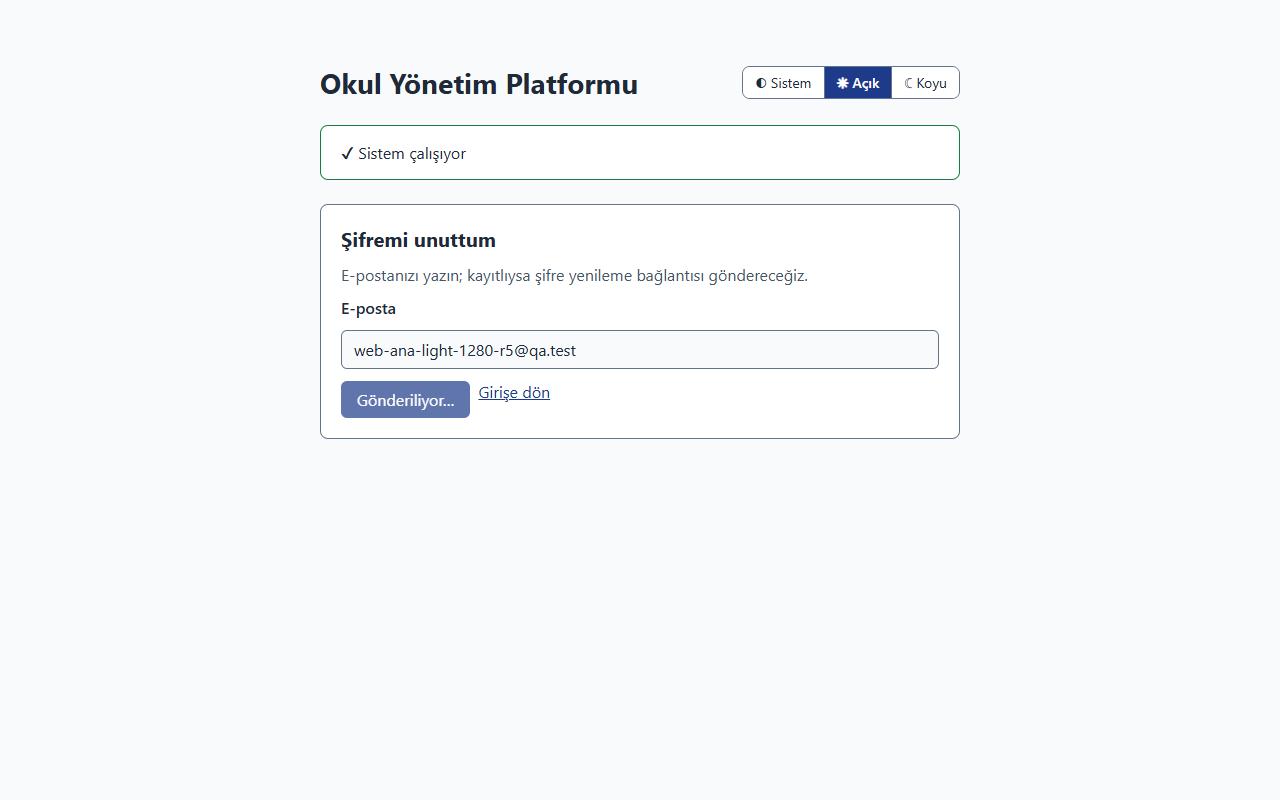 Okul Yönetim Platformu
◐ Sistem ☀ Açık ☾ Koyu
✓ Sistem çalışıyor
Şifremi unuttum
E-postanızı yazın; kayıtlıysa şifre yenileme bağlantısı göndereceğiz.
E-posta
web-ana-light-1280-r5@qa.test
Gönderiliyor... Girişe dön